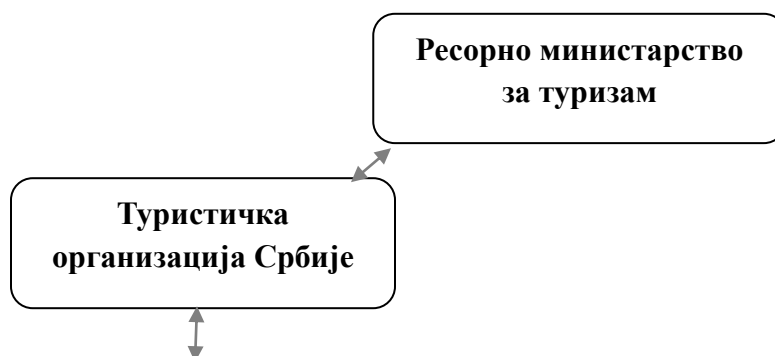 Ресорно министарство
за туризам
Туристичка
организација Србије